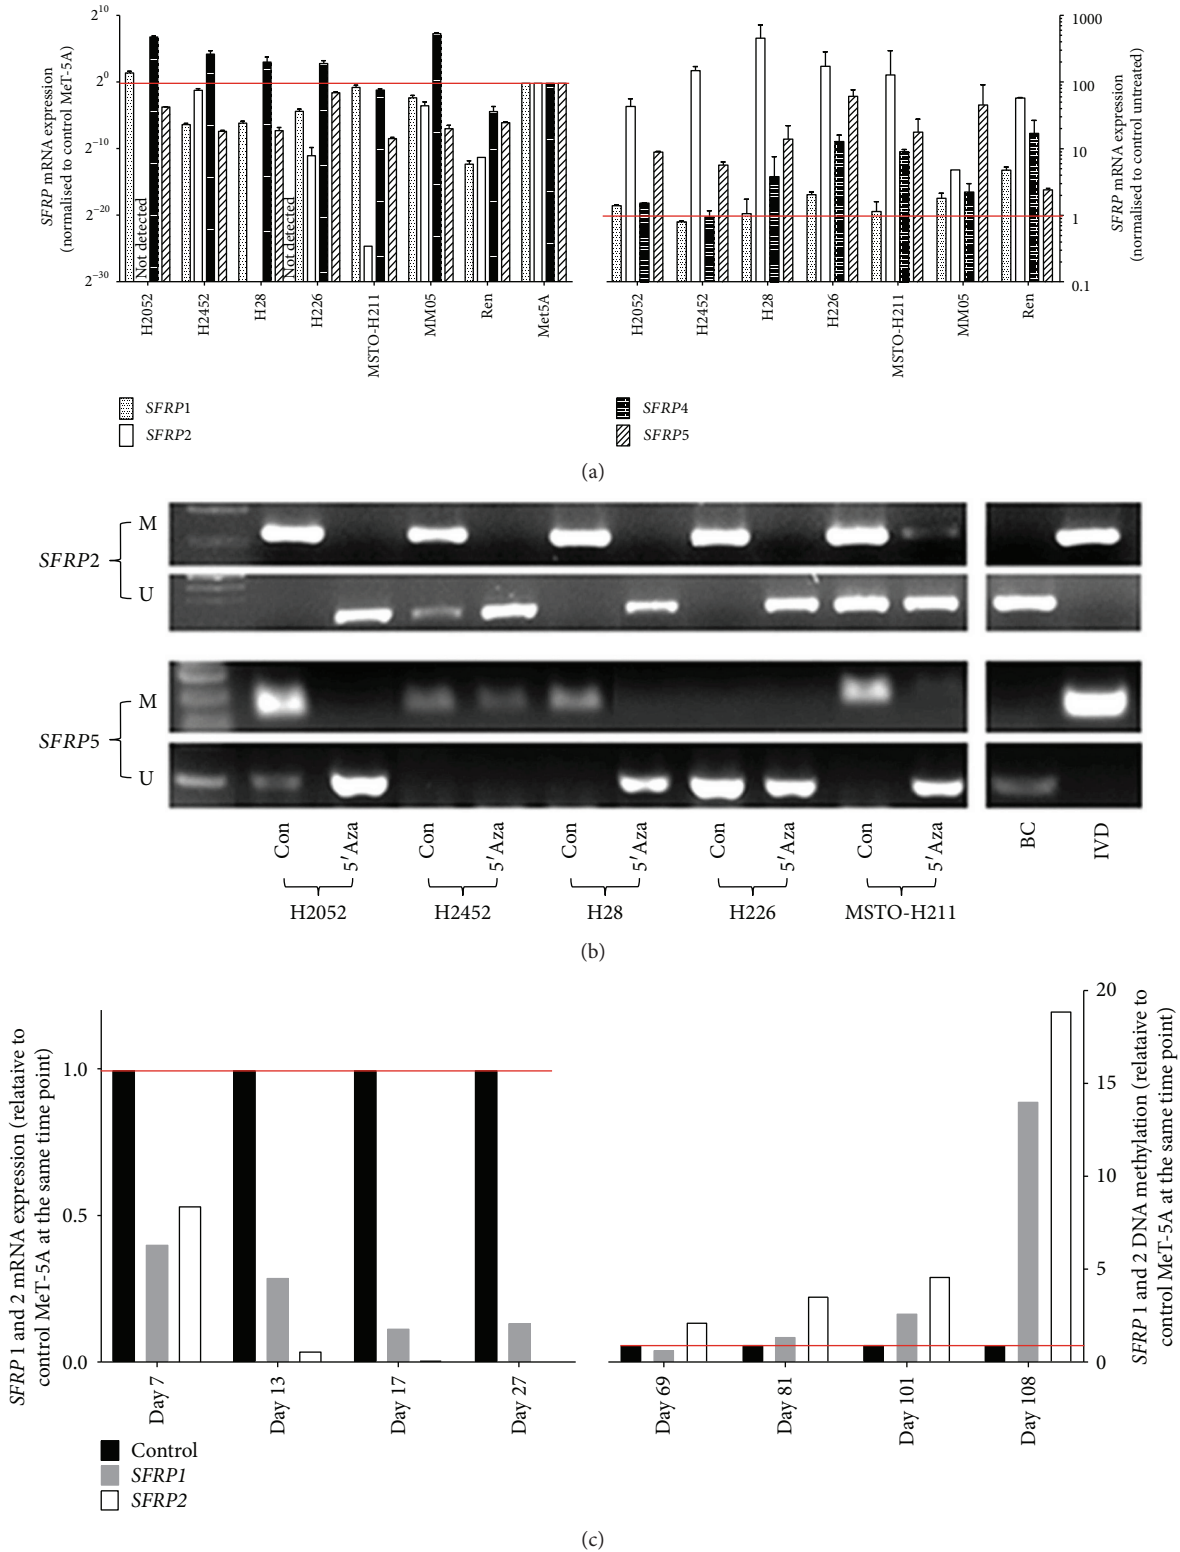 2^10
2^0
2^−10
2^−20
2^−30
SFRP mRNA expression
(normalised to control MeT-5A)
Not detected
Not detected
H2052
H2452
H28
H226
MSTO-H211
MM05
Ren
Met5A
1000
100
10
1
0.1
SFRP mRNA expression
(normalised to control untreated)
H2052
H2452
H28
H226
MSTO-H211
MM05
Ren
SFRP1
SFRP2
SFRP4
SFRP5
(a)
SFRP2
M
U
SFRP5
M
U
Con
5′Aza
Con
5′Aza
Con
5′Aza
Con
5′Aza
Con
5′Aza
BC
IVD
H2052
H2452
H28
H226
MSTO-H211
(b)
SFRP 1 and 2 mRNA expression (relataive to
control MeT-5A at the same time point)
1.0
0.5
0.0
Day 7
Day 13
Day 17
Day 27
20
15
10
5
0
SFRP 1 and 2 DNA methylation (relataive to
control MeT-5A at the same time point)
Day 69
Day 81
Day 101
Day 108
Control
SFRP1
SFRP2
(c)